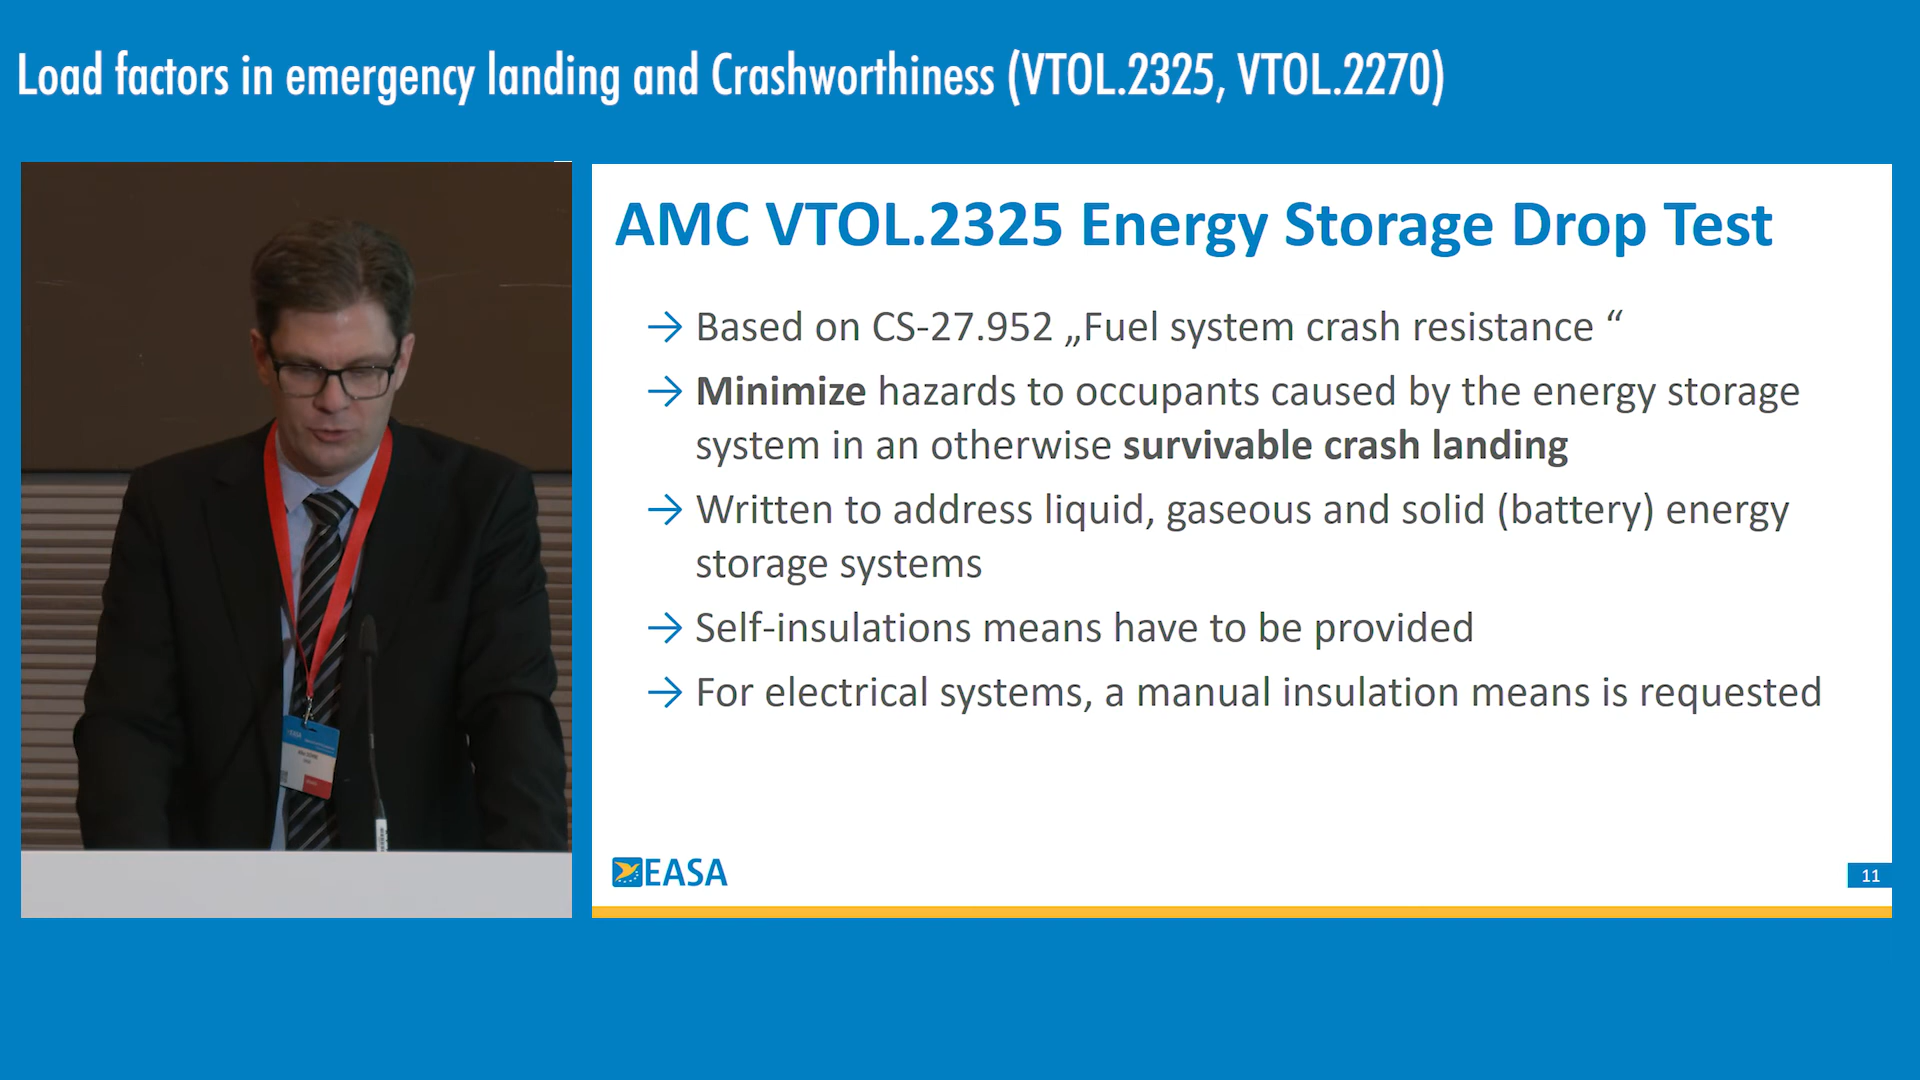 Load factors in emergency landing and Crashworthiness (VTOL.2325, VTOL.2270)
AMC VTOL.2325 Energy Storage Drop Test
→ Based on CS-27.952 „Fuel system crash resistance “
→ Minimize hazards to occupants caused by the energy storage
system in an otherwise survivable crash landing
→ Written to address liquid, gaseous and solid (battery) energy
storage systems
→ Self-insulations means have to be provided
→ For electrical systems, a manual insulation means is requested
EASA
EASA
11